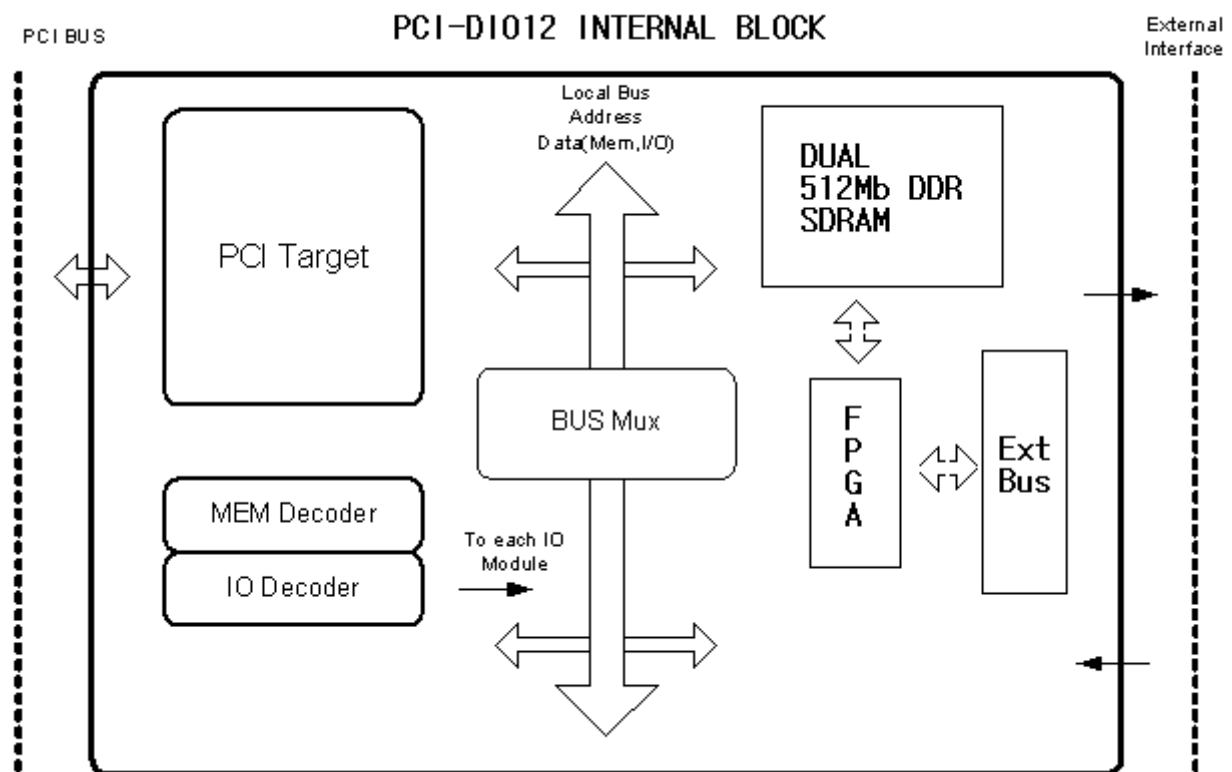 PCI BUS
PCI-DIO12 INTERNAL BLOCK
External
Interface
Local Bus
Address
Data(Mem,I/O)
PCI Target
DUAL
512Mb DDR
SDRAM
BUS Mux
F
P
G
A
Ext
Bus
MEM Decoder
IO Decoder
To each IO
Module